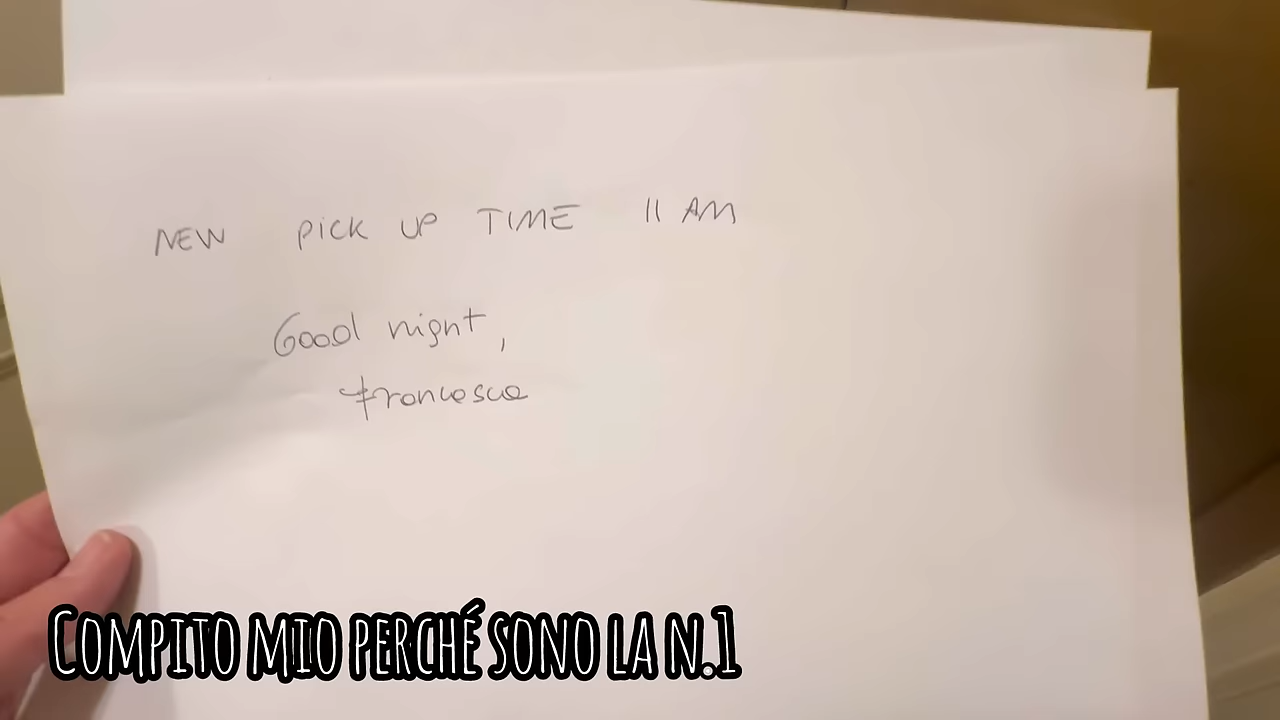 NEW PICK UP TIME 11 AM
Good night,
Francesca
COMPITO MIO PERCHÉ SONO LA N.1